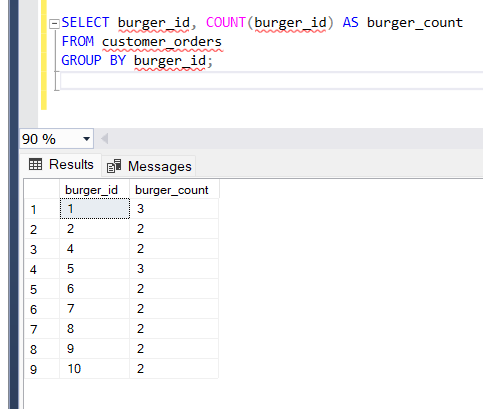 SELECT burger_id, COUNT(burger_id) AS burger_count
FROM customer_orders
GROUP BY burger_id;
90 %
Results Messages
burger_id burger_count
1 1 3
2 2 2
3 4 2
4 5 3
5 6 2
6 7 2
7 8 2
8 9 2
9 10 2